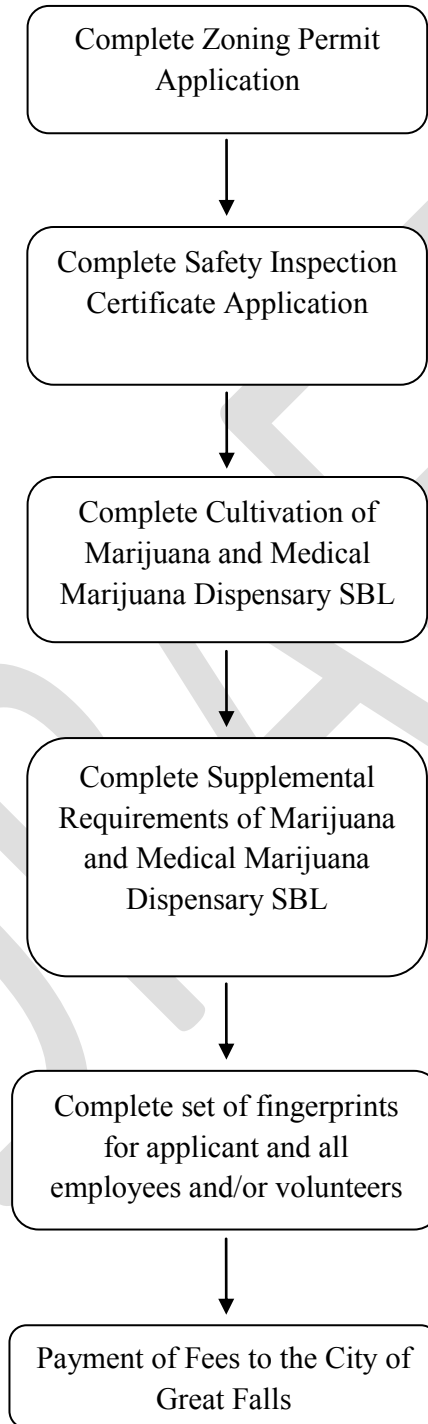 Complete Zoning Permit
Application
Complete Safety Inspection
Certificate Application
Complete Cultivation of
Marijuana and Medical
Marijuana Dispensary SBL
Complete Supplemental
Requirements of Marijuana
and Medical Marijuana
Dispensary SBL
Complete set of fingerprints
for applicant and all
employees and/or volunteers
Payment of Fees to the City of
Great Falls